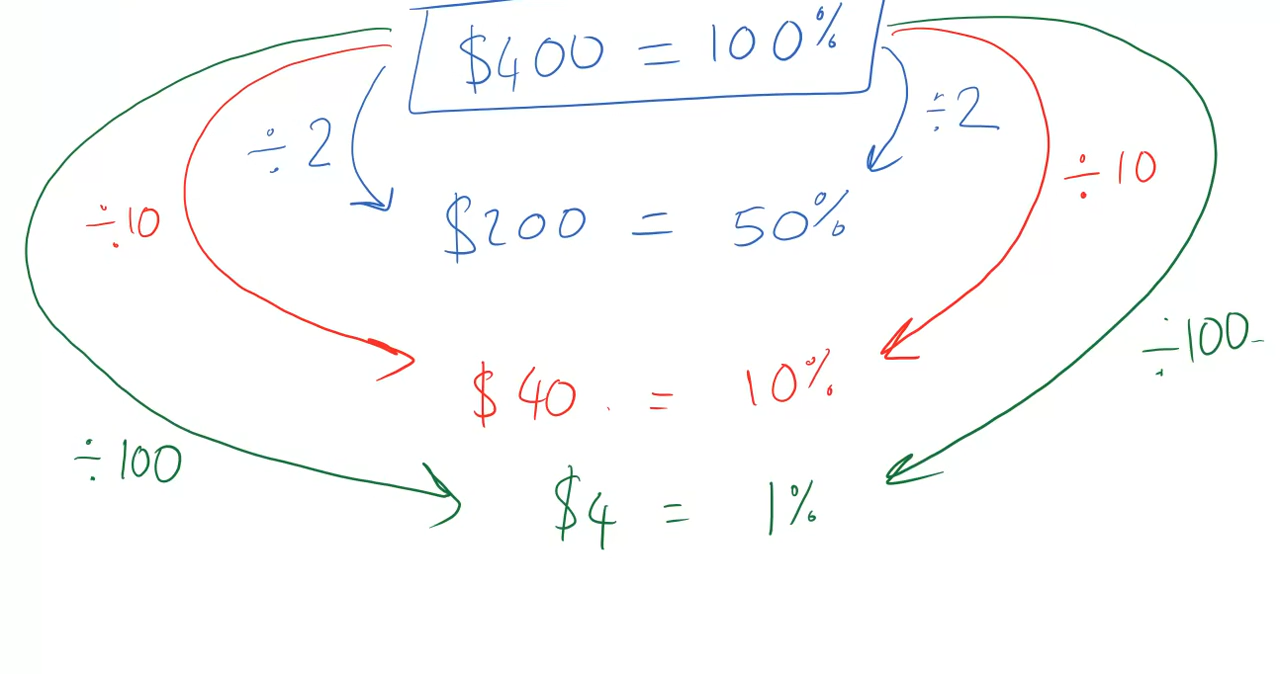 $400 = 100%
÷2
÷2
÷10
÷10
$200 = 50%
÷100
$40 = 10%
÷100
$4 = 1%